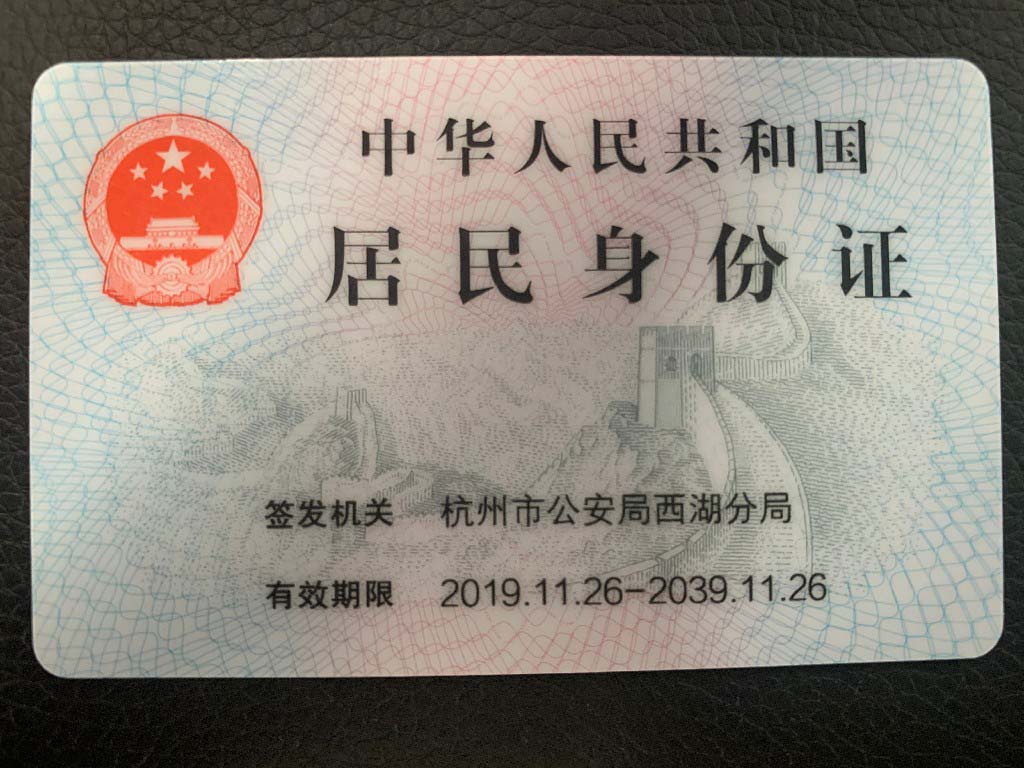 中华人民共和国
居民身份证
签发机关 杭州市公安局西湖分局
有效期限 2019.11.26-2039.11.26